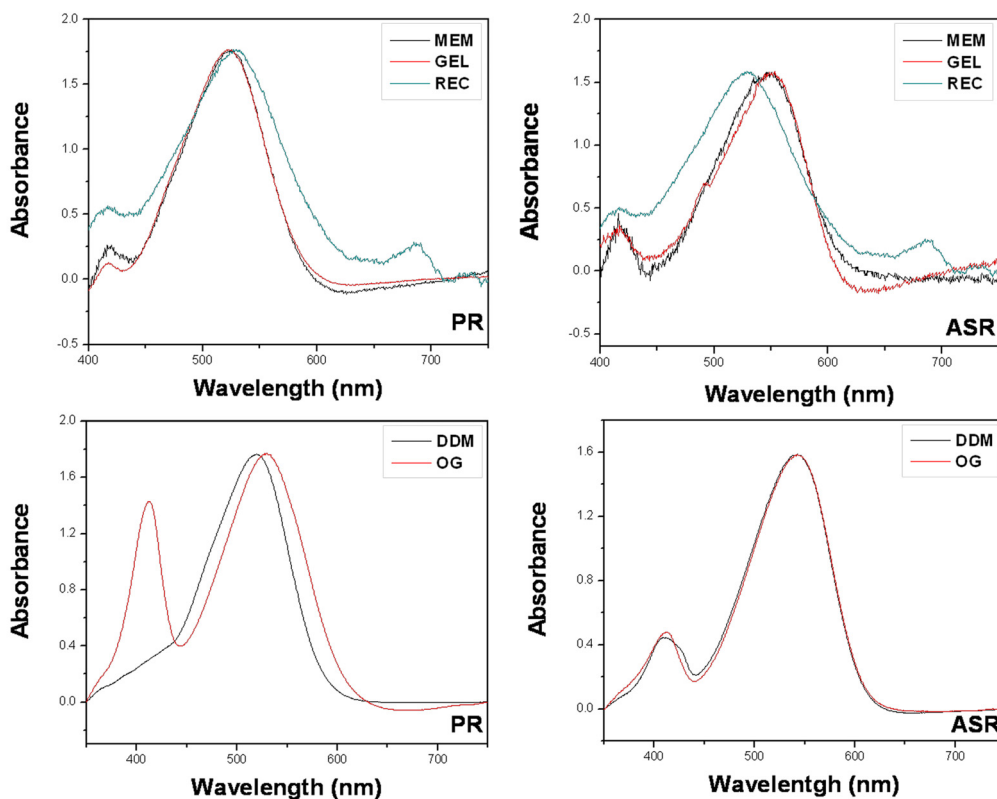 2.0
1.5
1.0
0.5
0.0
-0.5
Absorbance
MEM
GEL
REC
PR
400 500 600 700
Wavelength (nm)
2.0
1.5
1.0
0.5
0.0
-0.5
Absorbance
MEM
GEL
REC
ASR
400 500 600 700
Wavelength (nm)
2.0
1.6
1.2
0.8
0.4
0.0
Absorbance
DDM
OG
PR
400 500 600 700
Wavelength (nm)
1.6
1.2
0.8
0.4
0.0
Absorbance
DDM
OG
ASR
400 500 600 700
Wavelentgh (nm)